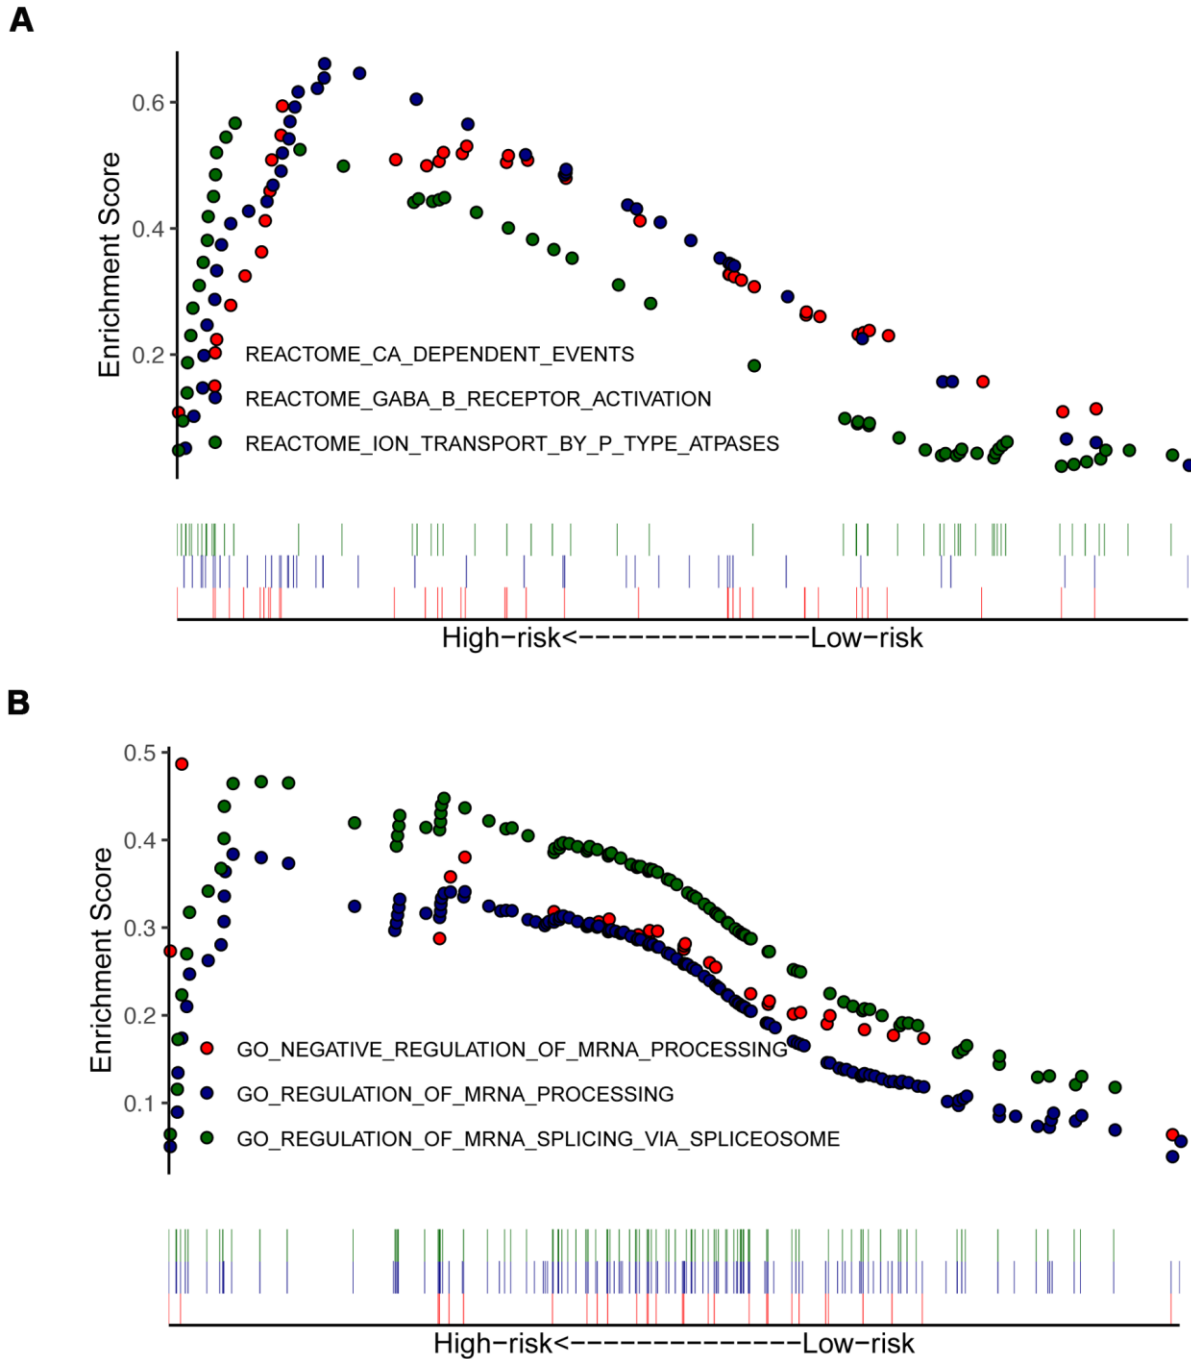 A
Enrichment Score
0.6
0.4
0.2
REACTOME_CA_DEPENDENT_EVENTS
REACTOME_GABA_B_RECEPTOR_ACTIVATION
REACTOME_ION_TRANSPORT_BY_P_TYPE_ATPASES
High−risk<−−−−−−−−−−−−−−Low−risk
B
Enrichment Score
0.5
0.4
0.3
0.2
0.1
GO_NEGATIVE_REGULATION_OF_MRNA_PROCESSING
GO_REGULATION_OF_MRNA_PROCESSING
GO_REGULATION_OF_MRNA_SPLICING_VIA_SPLICEOSOME
High−risk<−−−−−−−−−−−−−−Low−risk